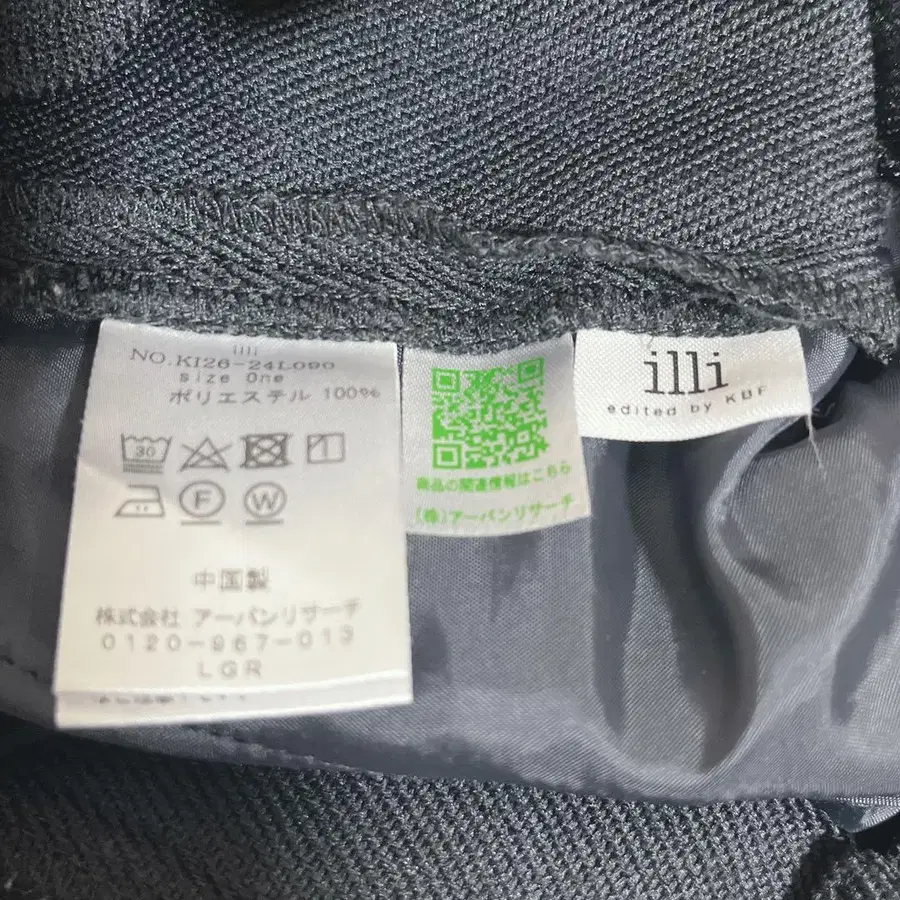 illi
NO.KI26-24L090
size One
ポリエステル 100%
30
F
W
中国製
株式会社 アーバンリサーチ
0120-967-013
LGR
商品の関連情報はこちら
(株)アーバンリサーチ
illi
edited by KBF